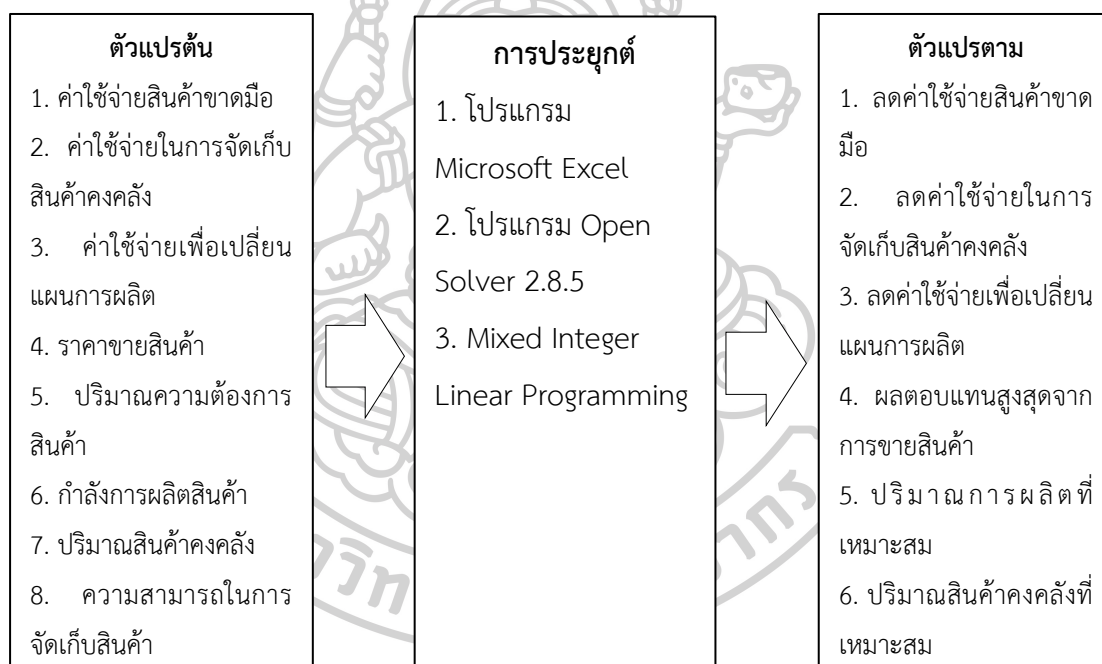 ตัวแปรต้น
1. ค่าใช้จ่ายสินค้าขาดมือ
2. ค่าใช้จ่ายในการจัดเก็บ
สินค้าคงคลัง
3. ค่าใช้จ่ายเพื่อเปลี่ยน
แผนการผลิต
4. ราคาขายสินค้า
5. ปริมาณความต้องการ
สินค้า
6. กำลังการผลิตสินค้า
7. ปริมาณสินค้าคงคลัง
8. ความสามารถในการ
จัดเก็บสินค้า
การประยุกต์
1. โปรแกรม
Microsoft Excel
2. โปรแกรม Open
Solver 2.8.5
3. Mixed Integer
Linear Programming
ตัวแปรตาม
1. ลดค่าใช้จ่ายสินค้าขาด
มือ
2. ลดค่าใช้จ่ายในการ
จัดเก็บสินค้าคงคลัง
3. ลดค่าใช้จ่ายเพื่อเปลี่ยน
แผนการผลิต
4. ผลตอบแทนสูงสุดจาก
การขายสินค้า
5. ปริมาณการผลิตที่
เหมาะสม
6. ปริมาณสินค้าคงคลังที่
เหมาะสม